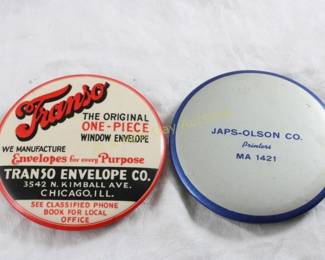 Transo
THE ORIGINAL
ONE-PIECE
WINDOW ENVELOPE
WE MANUFACTURE
Envelopes for every Purpose
TRANSO ENVELOPE CO.
3542 N. KIMBALL AVE.
CHICAGO, ILL.
SEE CLASSIFIED PHONE
BOOK FOR LOCAL
OFFICE
JAPS-OLSON CO.
Printers
MA 1421